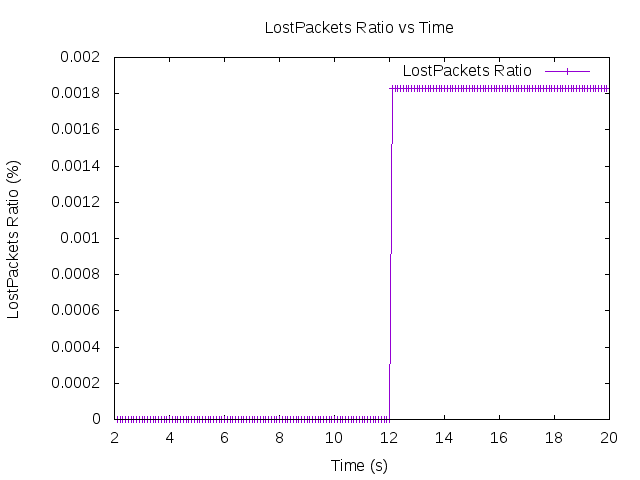 LostPackets Ratio vs Time
LostPackets Ratio
LostPackets Ratio (%)
0.002
0.0018
0.0016
0.0014
0.0012
0.001
0.0008
0.0006
0.0004
0.0002
0
2 4 6 8 10 12 14 16 18 20
Time (s)